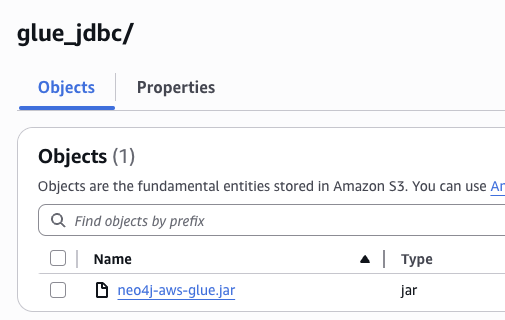 glue_jdbc/
Objects
Properties
Objects (1)
Objects are the fundamental entities stored in Amazon S3. You can use An
Find objects by prefix
Name
Type
neo4j-aws-glue.jar
jar